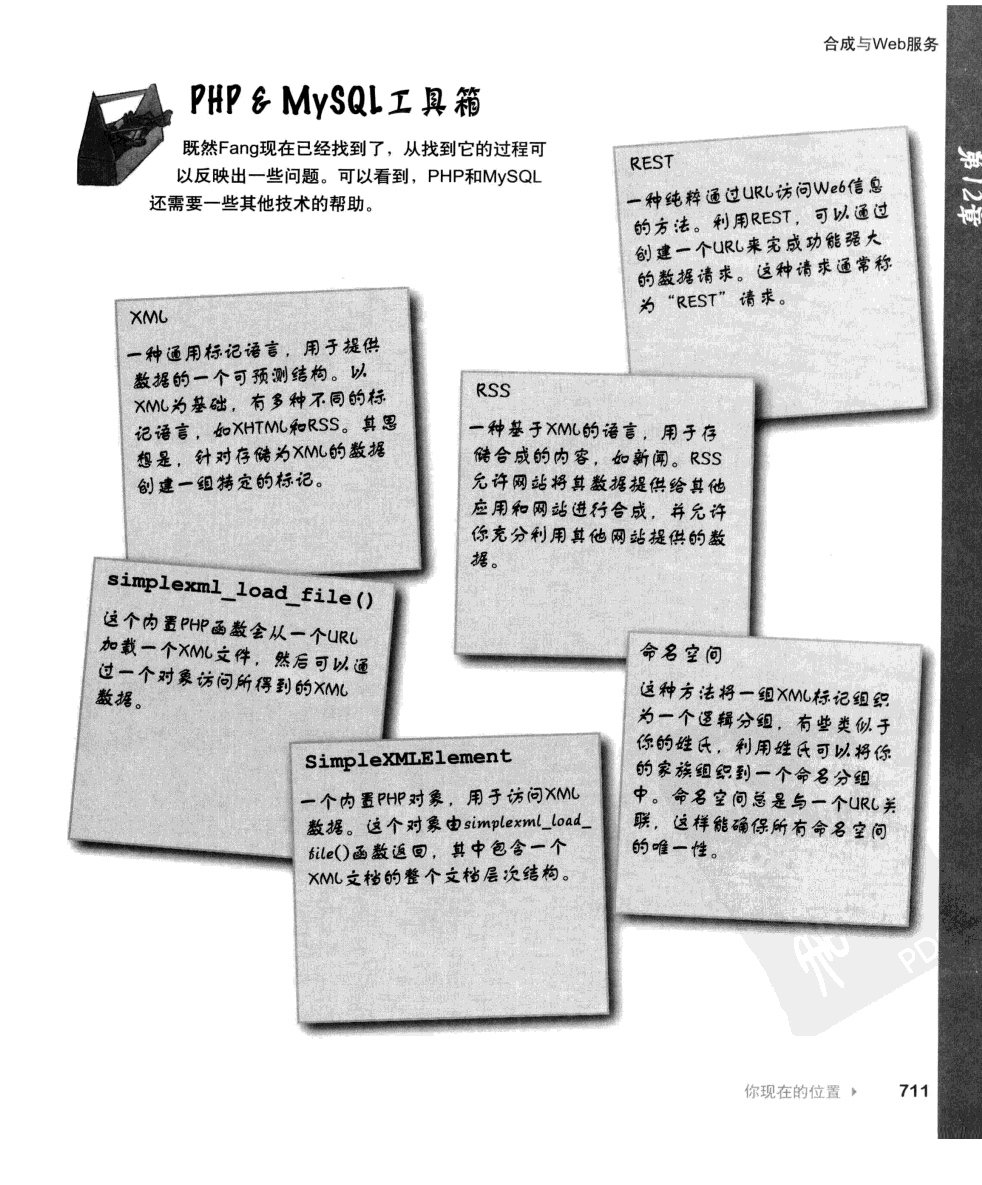 合成与Web服务
PHP & MySQL工具箱
既然Fang现在已经找到了，从找到它的过程可
以反映出一些问题。可以看到，PHP和MySQL
还需要一些其他技术的帮助。
第12章
REST
一种纯粹通过URL访问Web信息
的方法。利用REST，可以通过
创建一个URL来完成功能强大
的数据请求。这种请求通常称
为“REST”请求。
XML
一种通用标记语言，用于提供
数据的一个可预测结构。以
XML为基础，有多种不同的标
记语言，如XHTML和RSS。其思
想是，针对存储为XML的数据
创建一组特定的标记。
RSS
一种基于XML的语言，用于存
储合成的内容，如新闻。RSS
允许网站将其数据提供给其他
应用和网站进行合成，并允许
你充分利用其他网站提供的数
据。
simplexml_load_file()
这个内置PHP函数会从一个URL
加载一个XML文件，然后可以通
过一个对象访问所得到的XML
数据。
命名空间
这种方法将一组XML标记组织
为一个逻辑分组，有些类似于
你的姓氏，利用姓氏可以将你
的家族组织到一个命名分组
中。命名空间总是与一个URL关
联，这样能确保所有命名空间
的唯一性。
SimpleXMLElement
一个内置PHP对象，用于访问XML
数据。这个对象由simplexml_load_
file()函数返回，其中包含一个
XML文档的整个文档层次结构。
PD
你现在的位置 ▸ 711